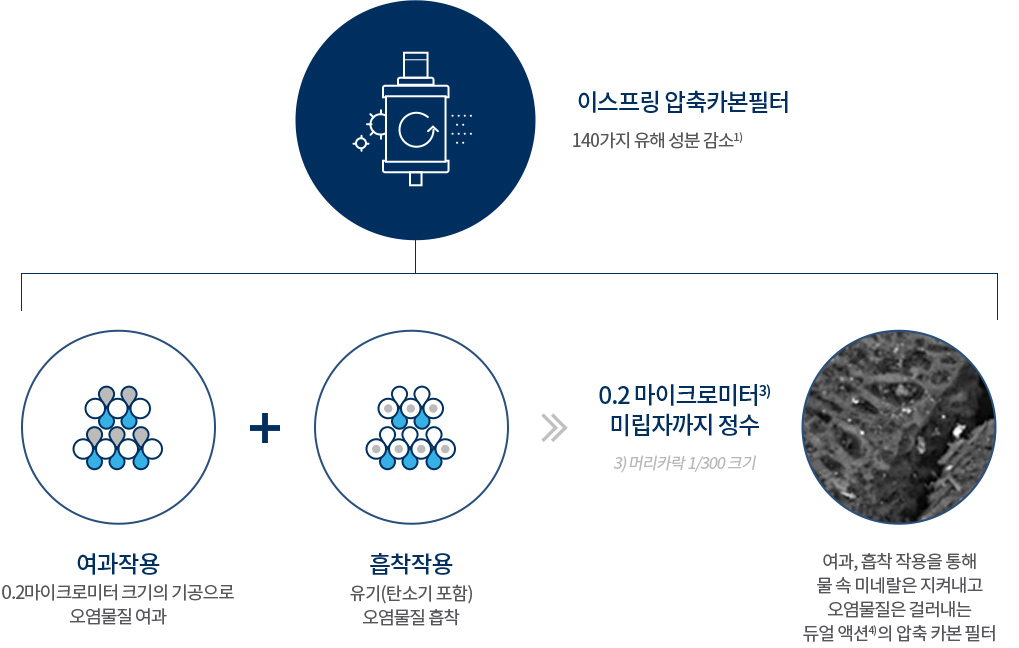 이스프링 압축카본필터
140가지 유해 성분 감소1)
0.2 마이크로미터3)
미립자까지 정수
3) 머리카락 1/300 크기
여과작용
0.2마이크로미터 크기의 기공으로
오염물질 여과
흡착작용
유기(탄소기 포함)
오염물질 흡착
여과, 흡착 작용을 통해
물 속 미네랄은 지켜내고
오염물질은 걸러내는
듀얼 액션4)의 압축 카본 필터